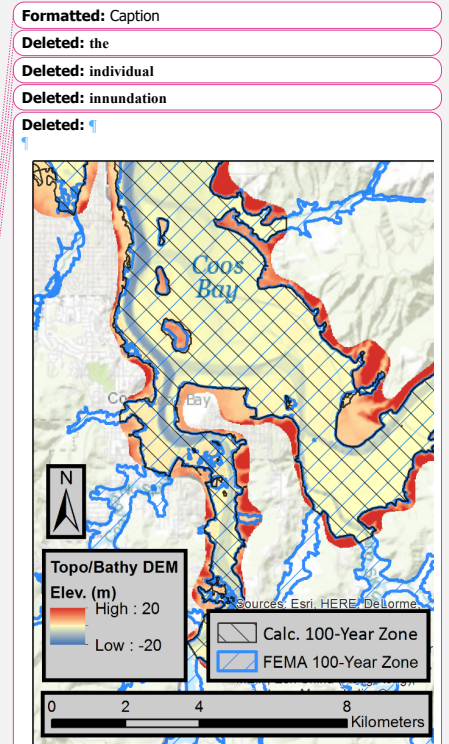 Formatted: Caption
Deleted: the
Deleted: individual
Deleted: innundation
Deleted: ¶
¶
Coos
Bay
Co
Bay
N
Topo/Bathy DEM
Elev. (m)
High : 20
Low : -20
Sources: Esri, HERE, DeLorme,
Calc. 100-Year Zone
FEMA 100-Year Zone
0 2 4 8
Kilometers